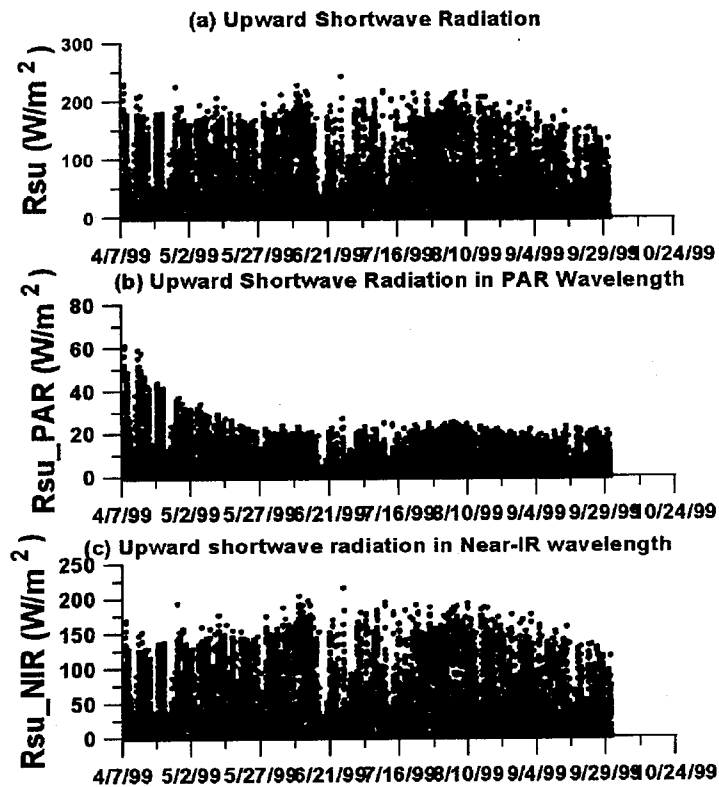 (a) Upward Shortwave Radiation
Rsu (W/m 2 )
300
200
100
0
4/7/99 5/2/99 5/27/99 6/21/99 7/16/99 8/10/99 9/4/99 9/29/99 10/24/99
(b) Upward Shortwave Radiation in PAR Wavelength
Rsu_PAR (W/m 2 )
80
60
40
20
0
4/7/99 5/2/99 5/27/99 6/21/99 7/16/99 8/10/99 9/4/99 9/29/99 10/24/99
(c) Upward shortwave radiation in Near-IR wavelength
Rsu_NIR (W/m 2 )
250
200
150
100
50
0
4/7/99 5/2/99 5/27/99 6/21/99 7/16/99 8/10/99 9/4/99 9/29/99 10/24/99